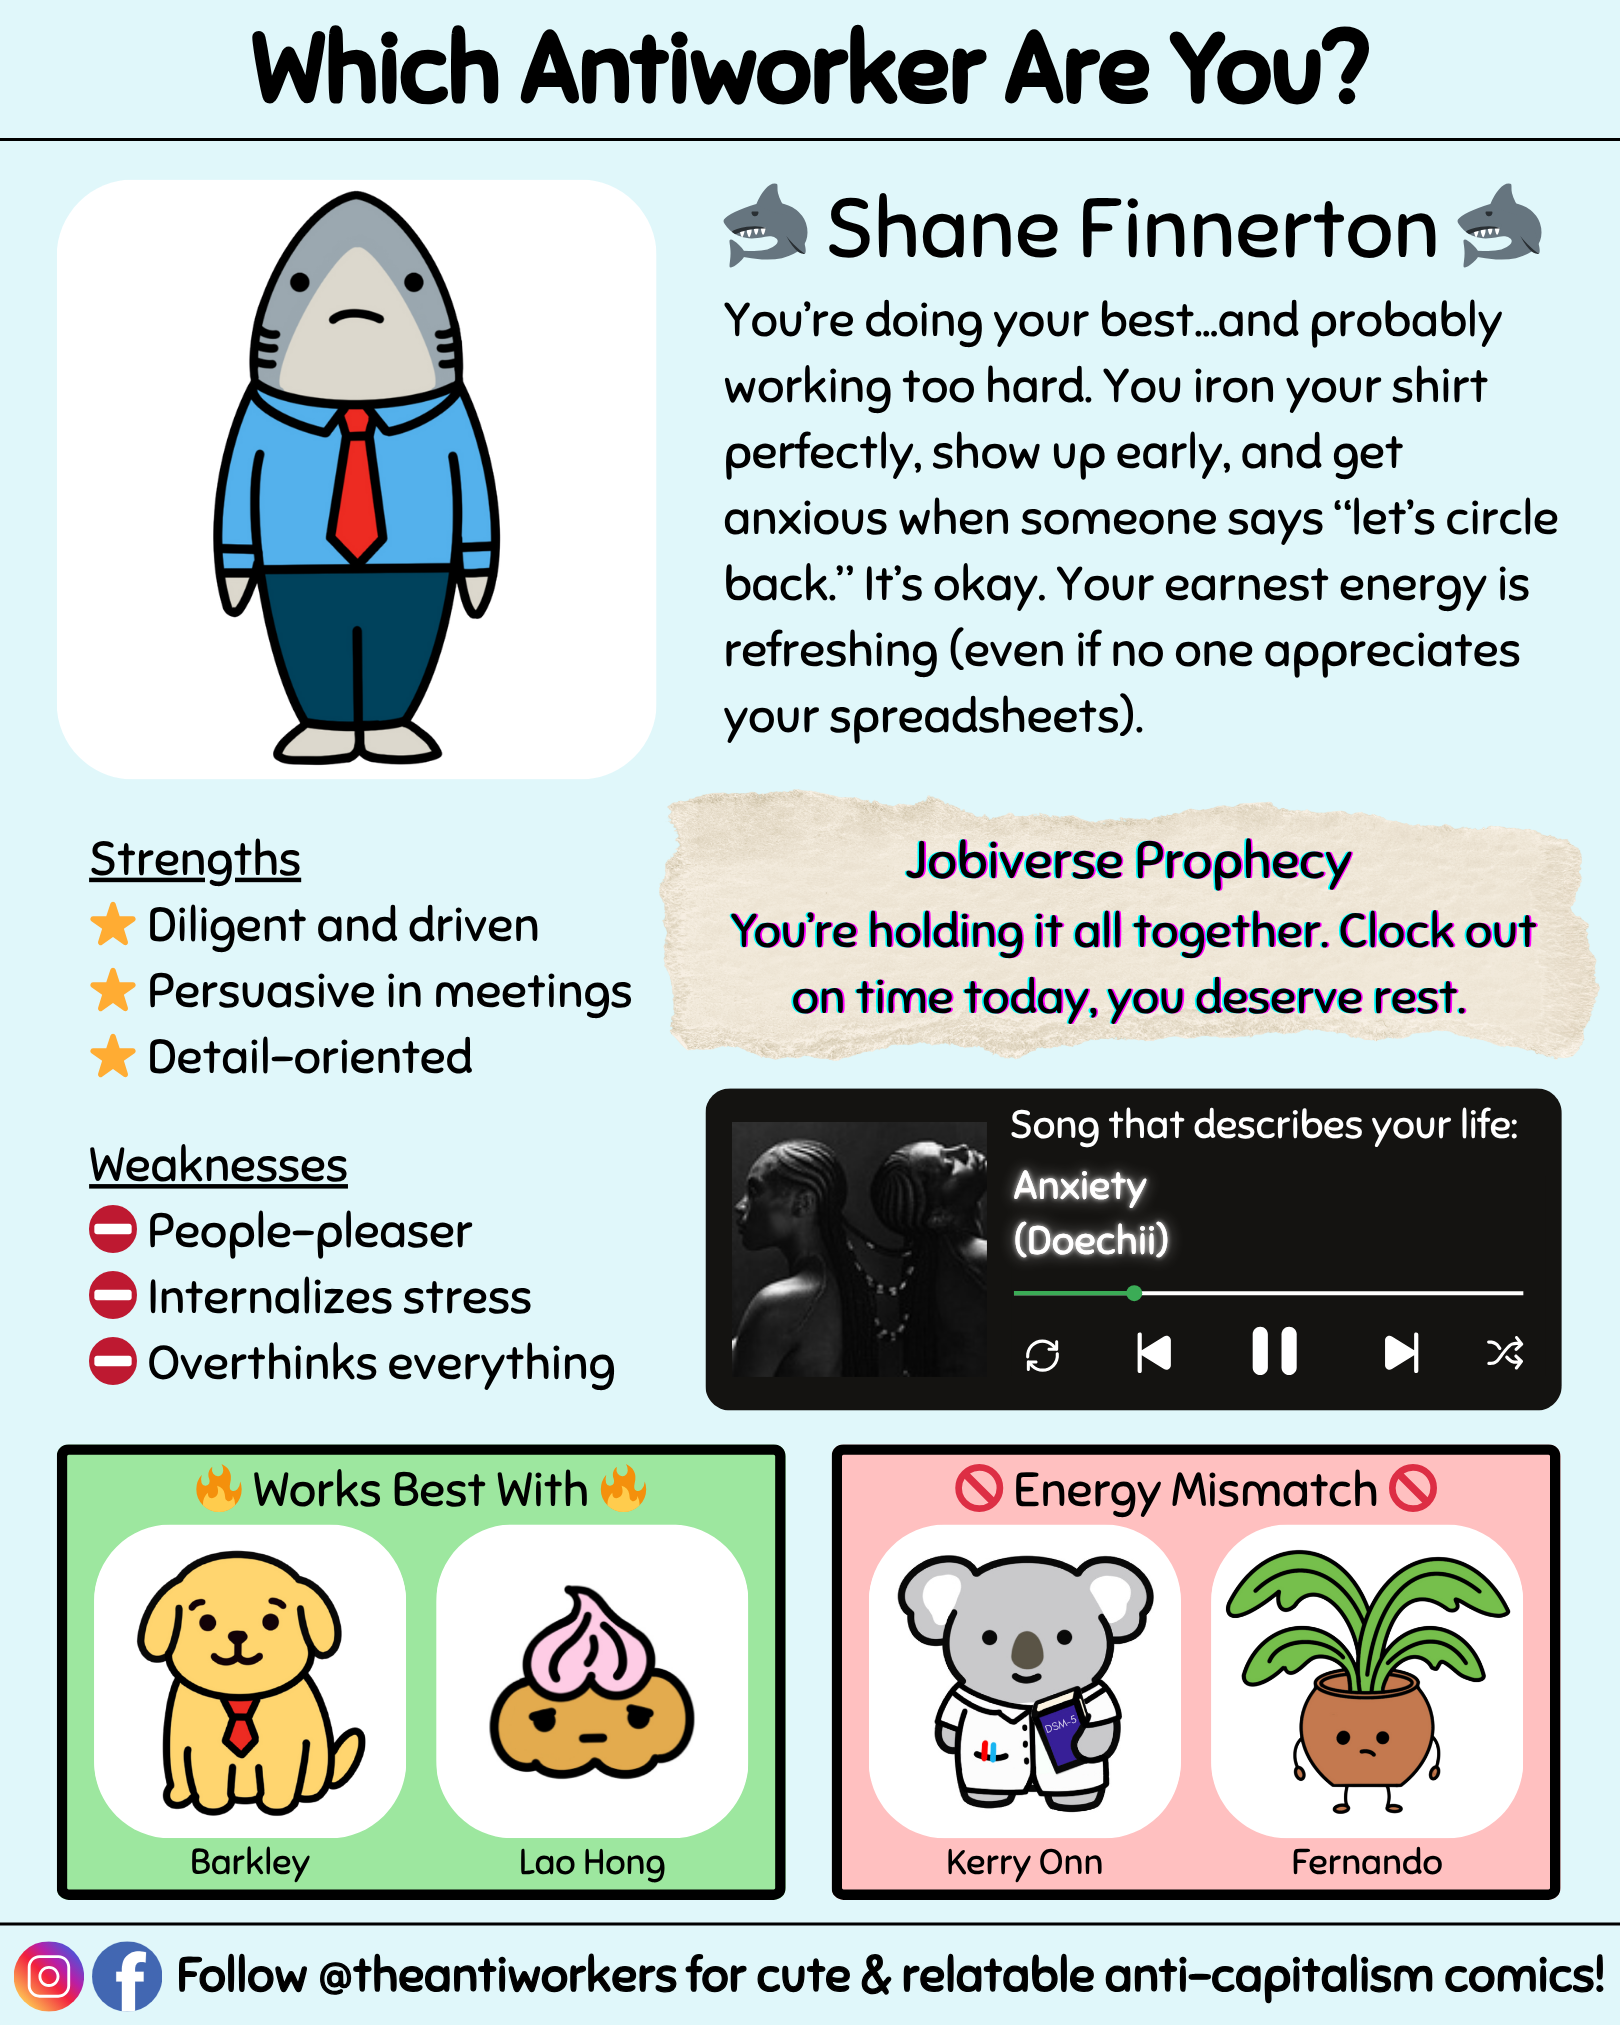 Which Antiworker Are You?
Shane Finnerton
You're doing your best...and probably
working too hard. You iron your shirt
perfectly, show up early, and get
anxious when someone says “let's circle
back.” It's okay. Your earnest energy is
refreshing (even if no one appreciates
your spreadsheets).
Strengths
Diligent and driven
Persuasive in meetings
Detail-oriented
Weaknesses
People-pleaser
Internalizes stress
Overthinks everything
Jobiverse Prophecy
You're holding it all together. Clock out
on time today, you deserve rest.
Song that describes your life:
Anxiety
(Doechii)
Works Best With
Barkley
Lao Hong
Energy Mismatch
DSM-5
Kerry Onn
Fernando
Follow @theantiworkers for cute & relatable anti-capitalism comics!